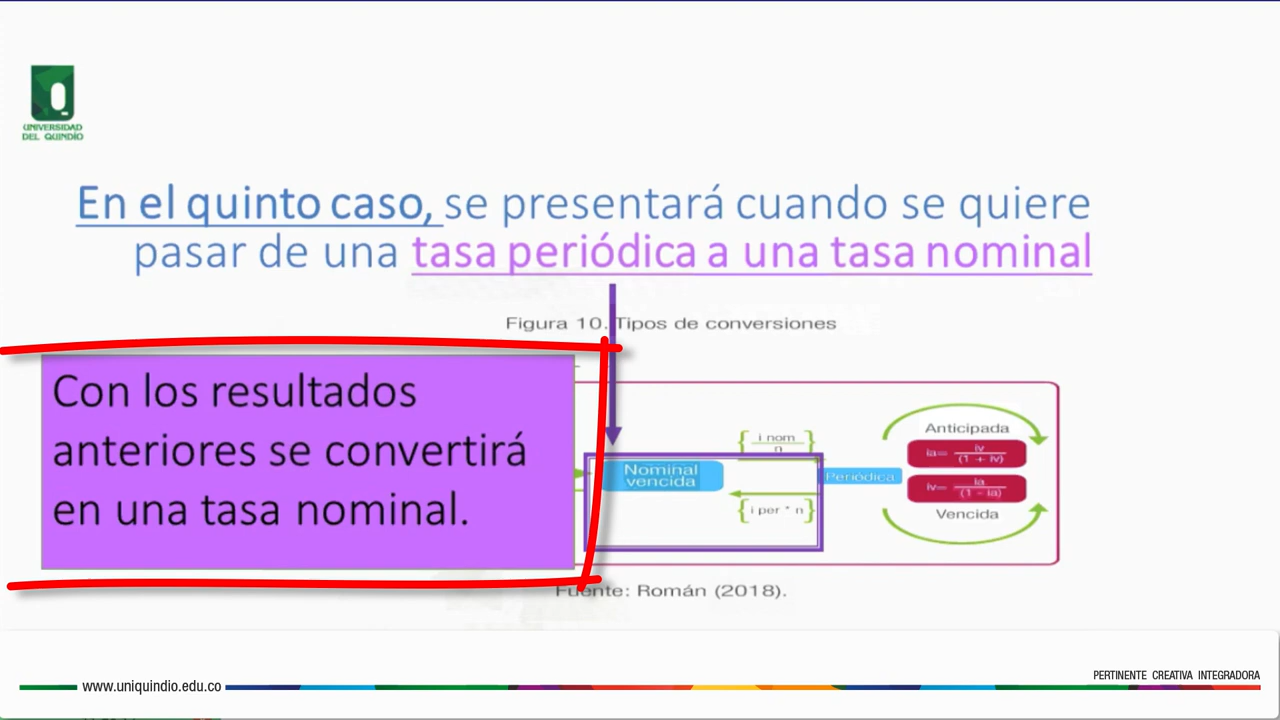 UNIVERSIDAD
DEL QUINDÍO
En el quinto caso, se presentará cuando se quiere
pasar de una tasa periódica a una tasa nominal
Figura 10. Tipos de conversiones
Con los resultados
anteriores se convertirá
en una tasa nominal.
Nominal
vencida
{ i nom
n }
{ i per * n }
Periódica
Anticipada
ia= iv
(1 + iv)
iv= ia
(1 - ia)
Vencida
Fuente: Román (2018).
www.uniquindio.edu.co
PERTINENTE CREATIVA INTEGRADORA